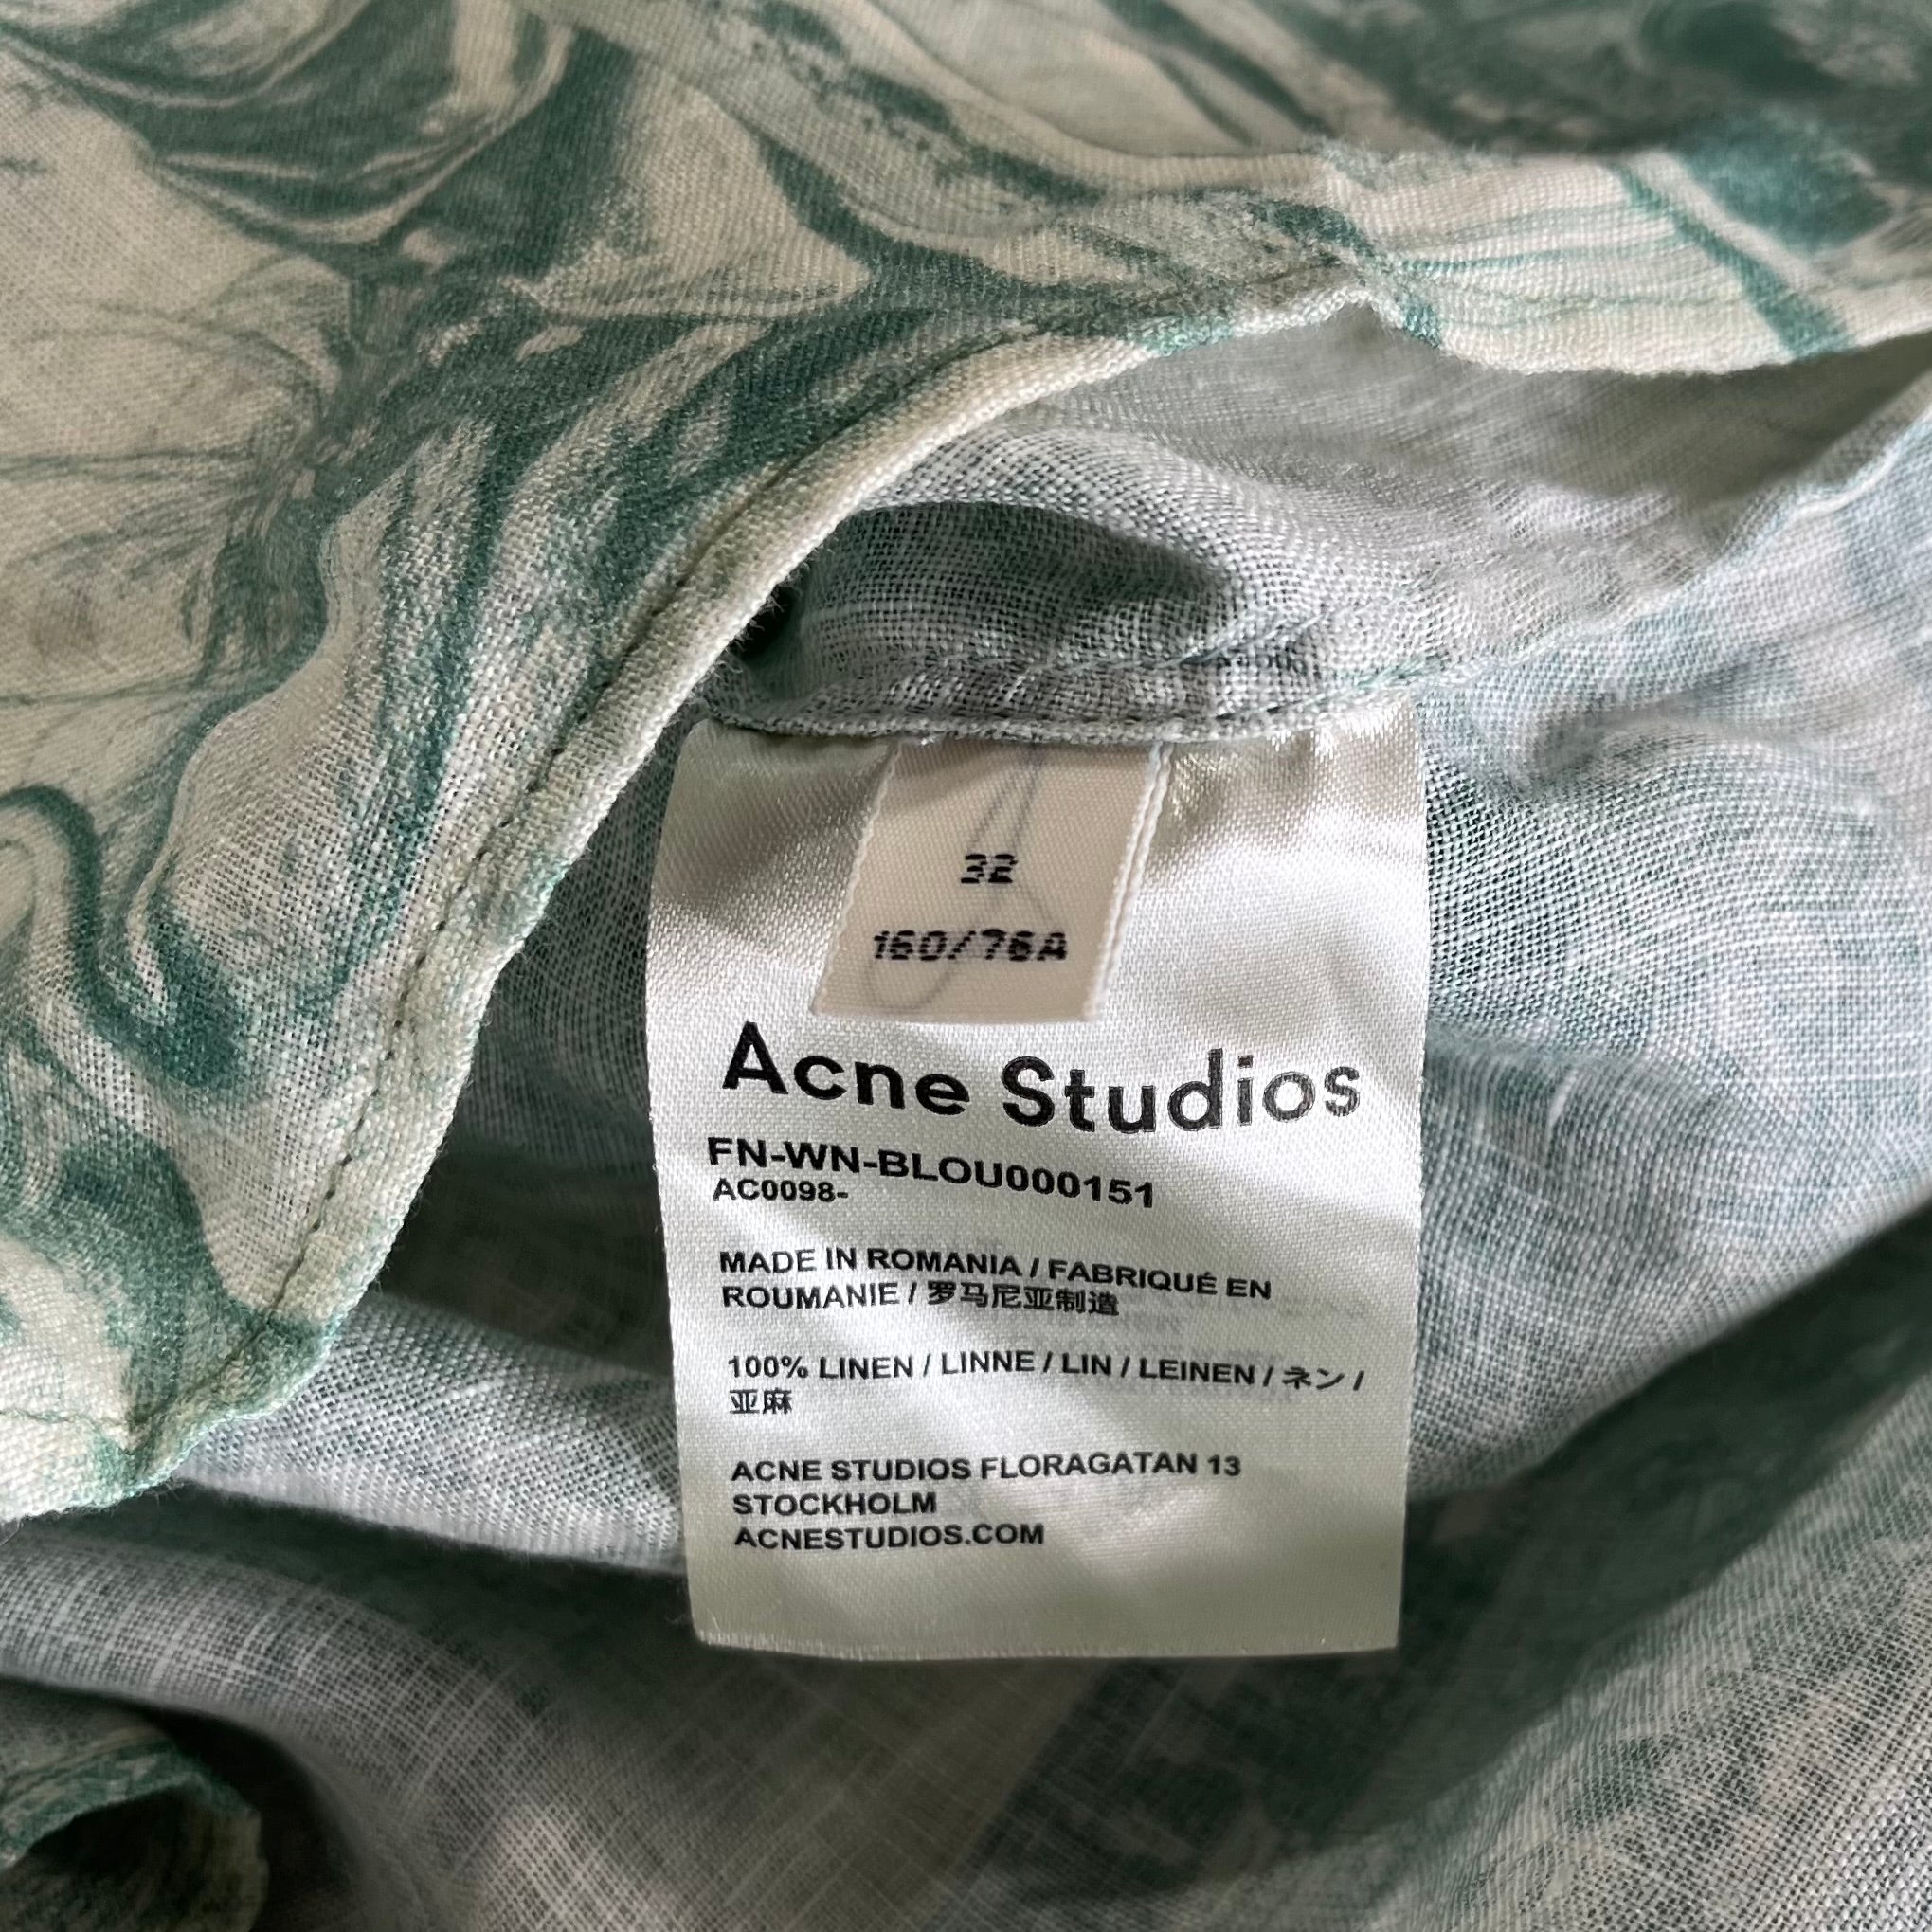 32
160/76A
Acne Studios
FN-WN-BLOU000151
AC0098-
MADE IN ROMANIA / FABRIQUÉ EN
ROUMANIE / 罗马尼亚制造
100% LINEN / LINNE / LIN / LEINEN / ネン /
亚麻
ACNE STUDIOS FLORAGATAN 13
STOCKHOLM
ACNESTUDIOS.COM